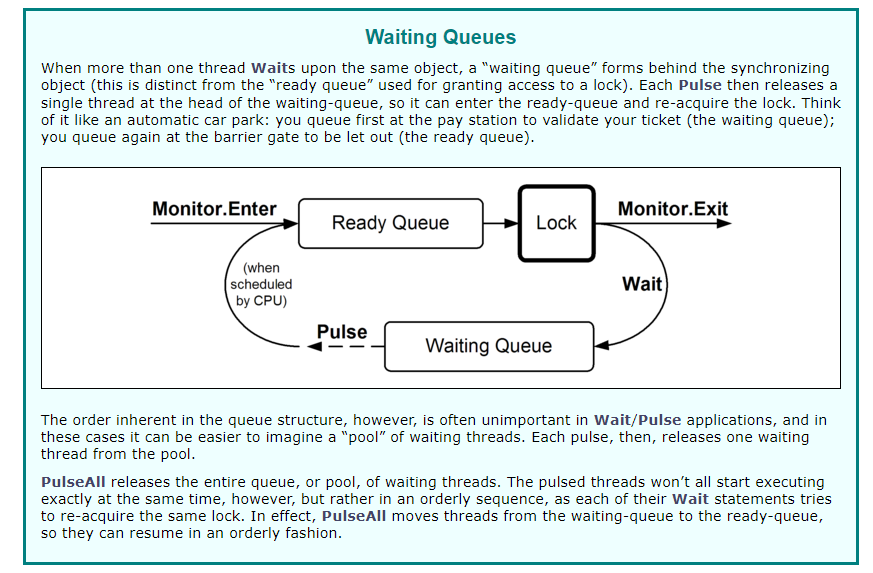 Waiting Queues
When more than one thread Waits upon the same object, a “waiting queue” forms behind the synchronizing
object (this is distinct from the “ready queue” used for granting access to a lock). Each Pulse then releases a
single thread at the head of the waiting-queue, so it can enter the ready-queue and re-acquire the lock. Think
of it like an automatic car park: you queue first at the pay station to validate your ticket (the waiting queue);
you queue again at the barrier gate to be let out (the ready queue).
Monitor.Enter
Ready Queue
Lock
Monitor.Exit
(when
scheduled
by CPU)
Wait
Pulse
Waiting Queue
The order inherent in the queue structure, however, is often unimportant in Wait/Pulse applications, and in
these cases it can be easier to imagine a “pool” of waiting threads. Each pulse, then, releases one waiting
thread from the pool.
PulseAll releases the entire queue, or pool, of waiting threads. The pulsed threads won’t all start executing
exactly at the same time, however, but rather in an orderly sequence, as each of their Wait statements tries
to re-acquire the same lock. In effect, PulseAll moves threads from the waiting-queue to the ready-queue,
so they can resume in an orderly fashion.